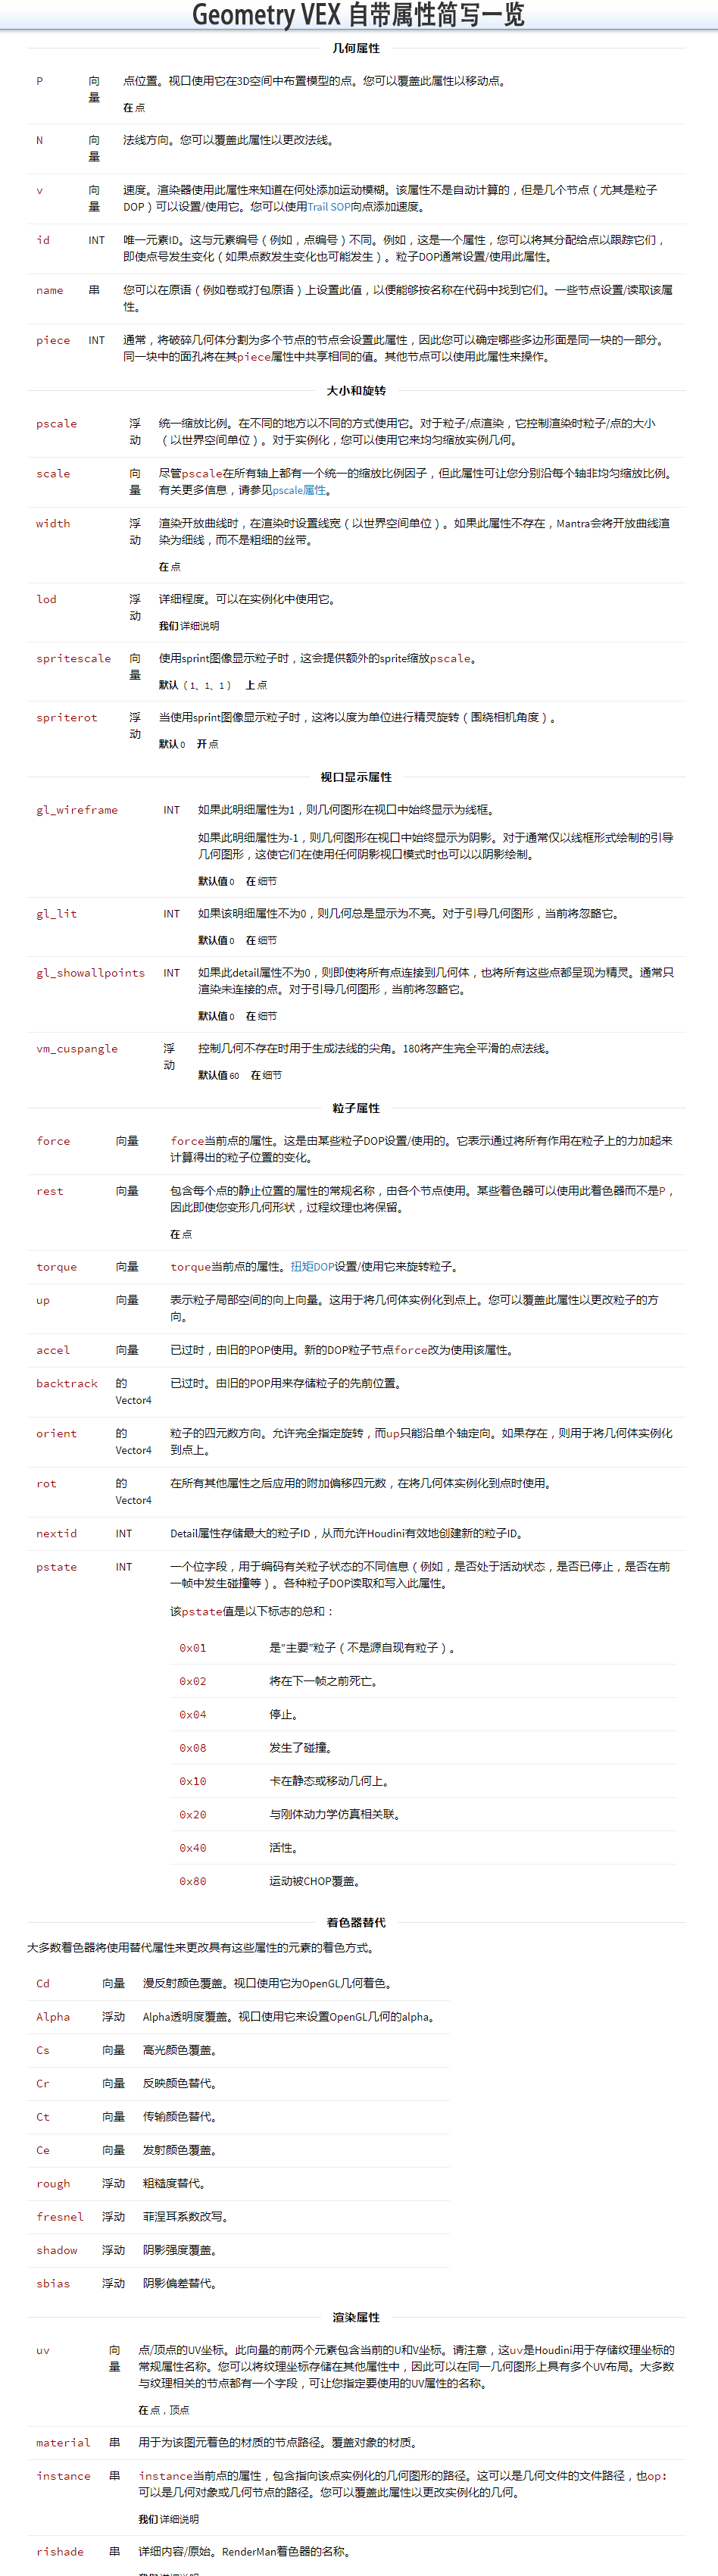 Geometry VEX 自带属性简写一览
几何属性
P 向量 点位置。视口使用它在3D空间中布置模型的点。您可以覆盖此属性以移动点。
在 点
N 向量 法线方向。您可以覆盖此属性以更改法线。
v 向量 速度。渲染器使用此属性来知道在何处添加运动模糊。该属性不是自动计算的，但是几个节点（尤其是粒子
DOP）可以设置/使用它。您可以使用Trail SOP向点添加速度。
id INT 唯一元素ID。这与元素编号（例如，点编号）不同。例如，这是一个属性，您可以将其分配给点以跟踪它们，
即使点号发生变化（如果点数发生变化也可能发生）。粒子DOP通常设置/使用此属性。
name 串 您可以在原语（例如卷或打包原语）上设置此值，以便能够按名称在代码中找到它们。一些节点设置/读取该属
性。
piece INT 通常，将破碎几何体分割为多个节点的节点会设置此属性，因此您可以确定哪些多边形面是同一块的一部分。
同一块中的面孔将在其piece属性中共享相同的值。其他节点可以使用此属性来操作。
大小和旋转
pscale 浮动 统一缩放比例。在不同的地方以不同的方式使用它。对于粒子/点渲染，它控制渲染时粒子/点的大小
（以世界空间单位）。对于实例化，您可以使用它来均匀缩放实例几何。
scale 向量 尽管pscale在所有轴上都有一个统一的缩放比例因子，但此属性可让您分别沿每个轴非均匀缩放比例。
有关更多信息，请参见pscale属性。
width 浮动 渲染开放曲线时，在渲染时设置线宽（以世界空间单位）。如果此属性不存在，Mantra会将开放曲线渲
染为细线，而不是粗细的丝带。
在 点
lod 浮动 详细程度。可以在实例化中使用它。
我们 详细说明
spritescale 向量 使用sprint图像显示粒子时，这会提供额外的sprite缩放pscale。
默认（1、1、1） 上 点
spriterot 浮动 当使用sprint图像显示粒子时，这将以度为单位进行精灵旋转（围绕相机角度）。
默认 0 开 点
视口显示属性
gl_wireframe INT 如果此明细属性为1，则几何图形在视口中始终显示为线框。
如果此明细属性为-1，则几何图形在视口中始终显示为阴影。对于通常仅以线框形式绘制的引导
几何图形，这使它们在使用任何阴影视口模式时也可以以阴影绘制。
默认值 0 在 细节
gl_lit INT 如果该明细属性不为0，则几何总是显示为不亮。对于引导几何图形，当前将忽略它。
默认值 0 在 细节
gl_showallpoints INT 如果此detail属性不为0，则即使将所有点连接到几何体，也将所有这些点都呈现为精灵。通常只
渲染未连接的点。对于引导几何图形，当前将忽略它。
默认值 0 在 细节
vm_cuspangle 浮动 控制几何不存在时用于生成法线的尖角。180将产生完全平滑的点法线。
默认值 60 在 细节
粒子属性
force 向量 force当前点的属性。这是由某些粒子DOP设置/使用的。它表示通过将所有作用在粒子上的力加起来
计算得出的粒子位置的变化。
rest 向量 包含每个点的静止位置的属性的常规名称，由各个节点使用。某些着色器可以使用此着色器而不是P，
因此即使您变形几何形状，过程纹理也将保留。
在 点
torque 向量 torque当前点的属性。扭矩DOP设置/使用它来旋转粒子。
up 向量 表示粒子局部空间的向上向量。这用于将几何体实例化到点上。您可以覆盖此属性以更改粒子的方
向。
accel 向量 已过时，由旧的POP使用。新的DOP粒子节点force改为使用该属性。
backtrack 的Vector4 已过时。由旧的POP用来存储粒子的先前位置。
orient 的Vector4 粒子的四元数方向。允许完全指定旋转，而up只能沿单个轴定向。如果存在，则用于将几何体实例化
到点上。
rot 的Vector4 在所有其他属性之后应用的附加偏移四元数，在将几何体实例化到点时使用。
nextid INT Detail属性存储最大的粒子ID，从而允许Houdini有效地创建新的粒子ID。
pstate INT 一个位字段，用于编码有关粒子状态的不同信息（例如，是否处于活动状态，是否已停止，是否在前
一帧中发生碰撞等）。各种粒子DOP读取和写入此属性。
该pstate值是以下标志的总和：
0x01 是“主要”粒子（不是源自现有粒子）。
0x02 将在下一帧之前死亡。
0x04 停止。
0x08 发生了碰撞。
0x10 卡在静态或移动几何上。
0x20 与刚体动力学仿真相关联。
0x40 活性。
0x80 运动被CHOP覆盖。
着色器替代
大多数着色器将使用替代属性来更改具有这些属性的元素的着色方式。
Cd 向量 漫反射颜色覆盖。视口使用它为OpenGL几何着色。
Alpha 浮动 Alpha透明度覆盖。视口使用它来设置OpenGL几何的alpha。
Cs 向量 高光颜色覆盖。
Cr 向量 反映颜色替代。
Ct 向量 传输颜色替代。
Ce 向量 发射颜色覆盖。
rough 浮动 粗糙度替代。
fresnel 浮动 菲涅耳系数改写。
shadow 浮动 阴影强度覆盖。
sbias 浮动 阴影偏差替代。
渲染属性
uv 向量 点/顶点的UV坐标。此向量的前两个元素包含当前的U和V坐标。请注意，这uv是Houdini用于存储纹理坐标的
常规属性名称。您可以将纹理坐标存储在其他属性中，因此可以在同一几何图形上具有多个UV布局。大多数
与纹理相关的节点都有一个字段，可让您指定要使用的UV属性的名称。
在 点，顶点
material 串 用于为该图元着色的材质的节点路径。覆盖对象的材质。
instance 串 instance当前点的属性，包含指向该点实例化的几何图形的路径。这可以是几何文件的文件路径，也op:
可以是几何对象或几何节点的路径。您可以覆盖此属性以更改实例化的几何。
我们 详细说明
rishade 串 详细内容/原始。RenderMan着色器的名称。